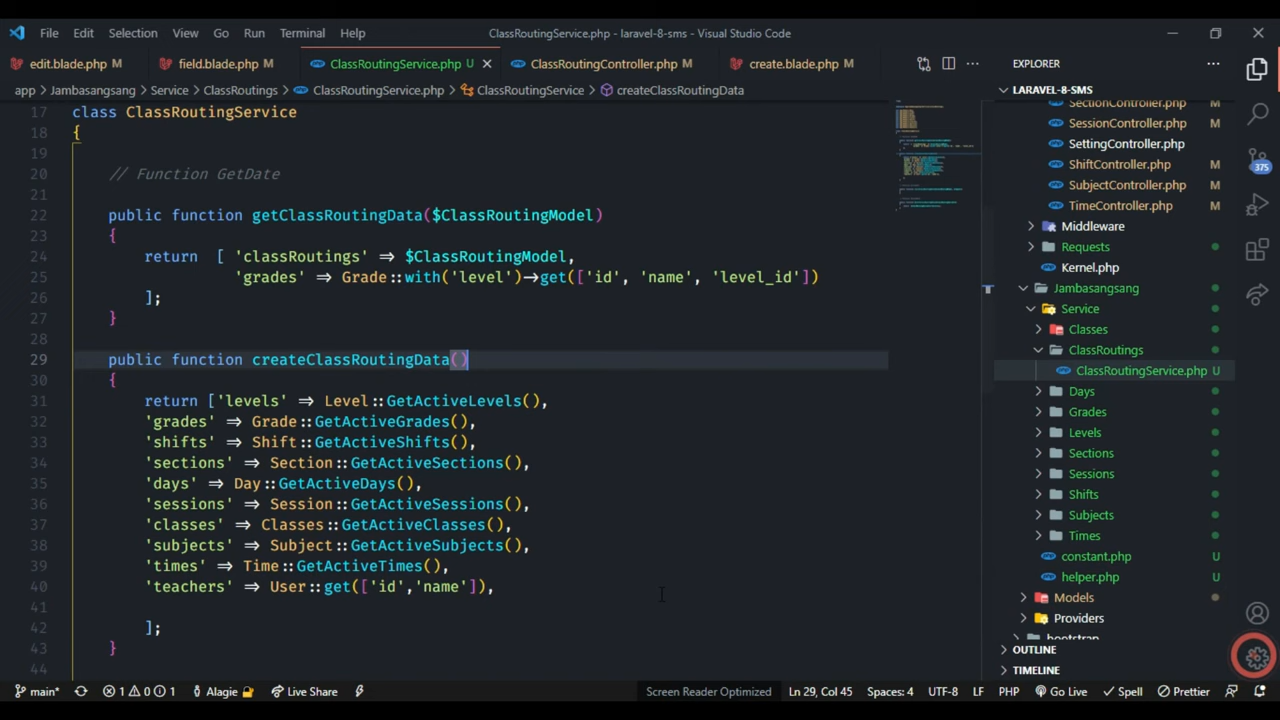 File Edit Selection View Go Run Terminal Help ClassRoutingService.php - laravel-8-sms - Visual Studio Code
edit.blade.php M field.blade.php M ClassRoutingService.php U ClassRoutingController.php M create.blade.php M
app > Jambasangsang > Service > ClassRoutings > ClassRoutingService.php > ClassRoutingService > createClassRoutingData
17 class ClassRoutingService
18 {
19
20 // Function GetDate
21
22 public function getClassRoutingData($ClassRoutingModel)
23 {
24 return [ 'classRoutings' => $ClassRoutingModel,
25 'grades' => Grade::with('level')->get(['id', 'name', 'level_id'])
26 ];
27 }
28
29 public function createClassRoutingData()
30 {
31 return ['levels' => Level::GetActiveLevels(),
32 'grades' => Grade::GetActiveGrades(),
33 'shifts' => Shift::GetActiveShifts(),
34 'sections' => Section::GetActiveSections(),
35 'days' => Day::GetActiveDays(),
36 'sessions' => Session::GetActiveSessions(),
37 'classes' => Classes::GetActiveClasses(),
38 'subjects' => Subject::GetActiveSubjects(),
39 'times' => Time::GetActiveTimes(),
40 'teachers' => User::get(['id','name']),
41
42 ];
43 }
44
EXPLORER
LARAVEL-8-SMS
SectionController.php M
SessionController.php M
SettingController.php
ShiftController.php M
SubjectController.php M
TimeController.php M
Middleware
Requests
Kernel.php
Jambasangsang
Service
Classes
ClassRoutings
ClassRoutingService.php U
Days
Grades
Levels
Sections
Sessions
Shifts
Subjects
Times
constant.php U
helper.php U
Models
Providers
bootstrap
OUTLINE
TIMELINE
375
main* 1 0 1 Alagie Live Share Screen Reader Optimized Ln 29, Col 45 Spaces: 4 UTF-8 LF PHP Go Live Spell Prettier